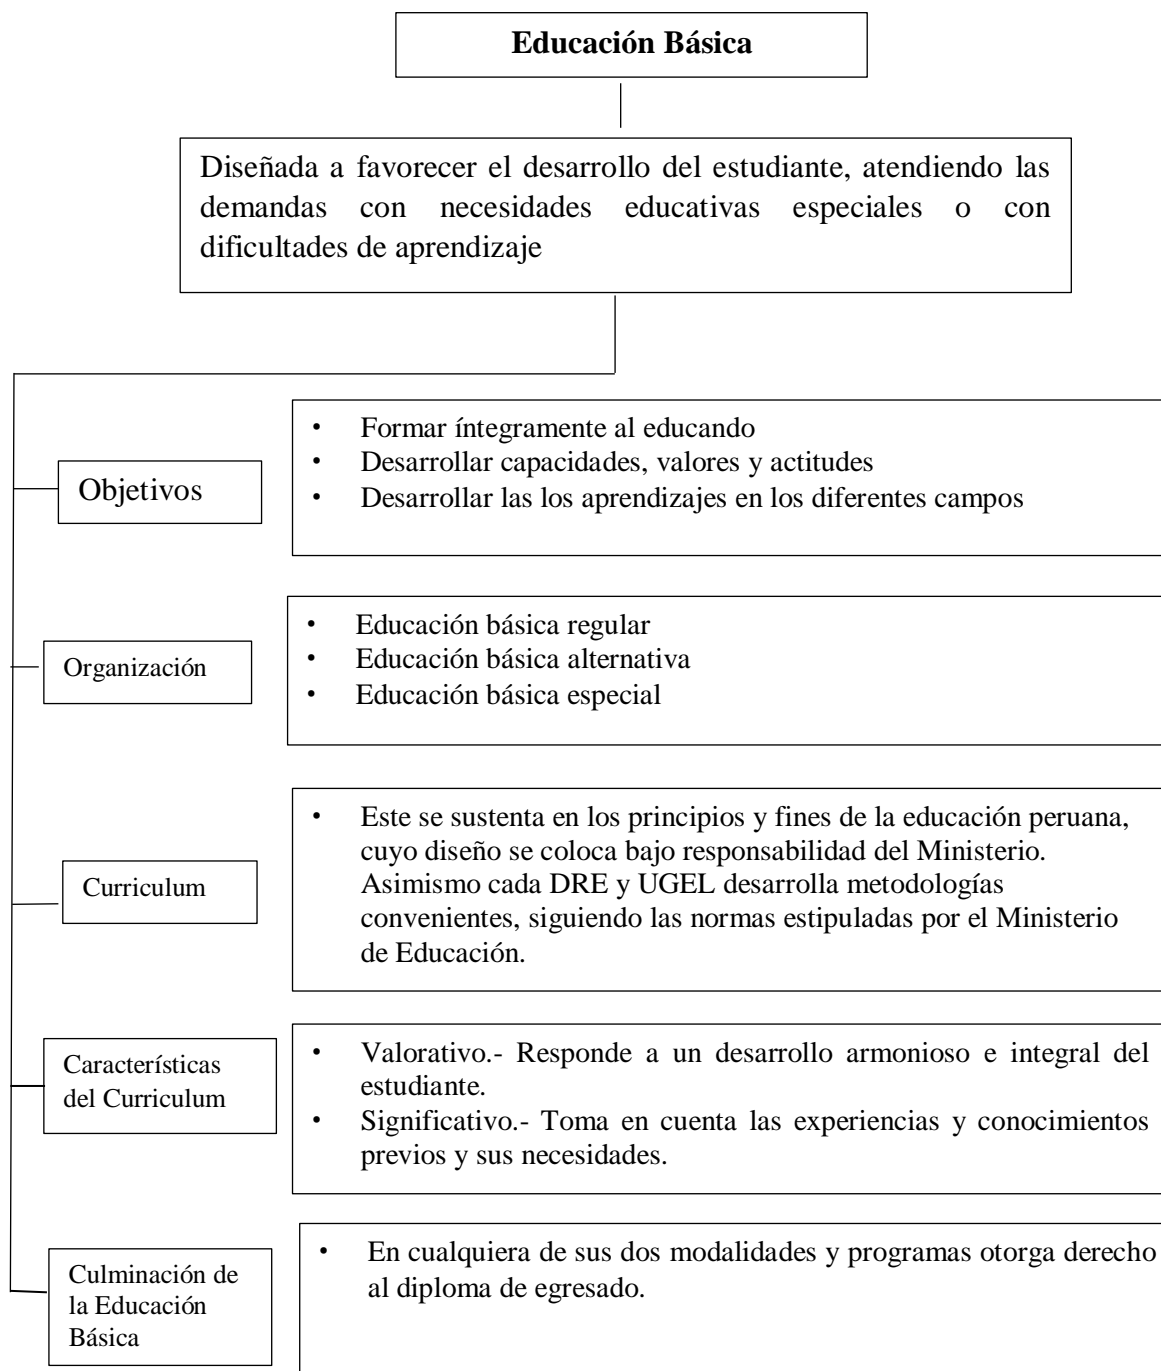 Educación Básica
Diseñada a favorecer el desarrollo del estudiante, atendiendo las
demandas con necesidades educativas especiales o con
dificultades de aprendizaje
Objetivos
• Formar íntegramente al educando
• Desarrollar capacidades, valores y actitudes
• Desarrollar las los aprendizajes en los diferentes campos
Organización
• Educación básica regular
• Educación básica alternativa
• Educación básica especial
Curriculum
• Este se sustenta en los principios y fines de la educación peruana,
cuyo diseño se coloca bajo responsabilidad del Ministerio.
Asimismo cada DRE y UGEL desarrolla metodologías
convenientes, siguiendo las normas estipuladas por el Ministerio
de Educación.
Característícas
del Curriculum
• Valorativo.- Responde a un desarrollo armonioso e integral del
estudiante.
• Significativo.- Toma en cuenta las experiencias y conocimientos
previos y sus necesidades.
Culminación de
la Educación
Básica
• En cualquiera de sus dos modalidades y programas otorga derecho
al diploma de egresado.